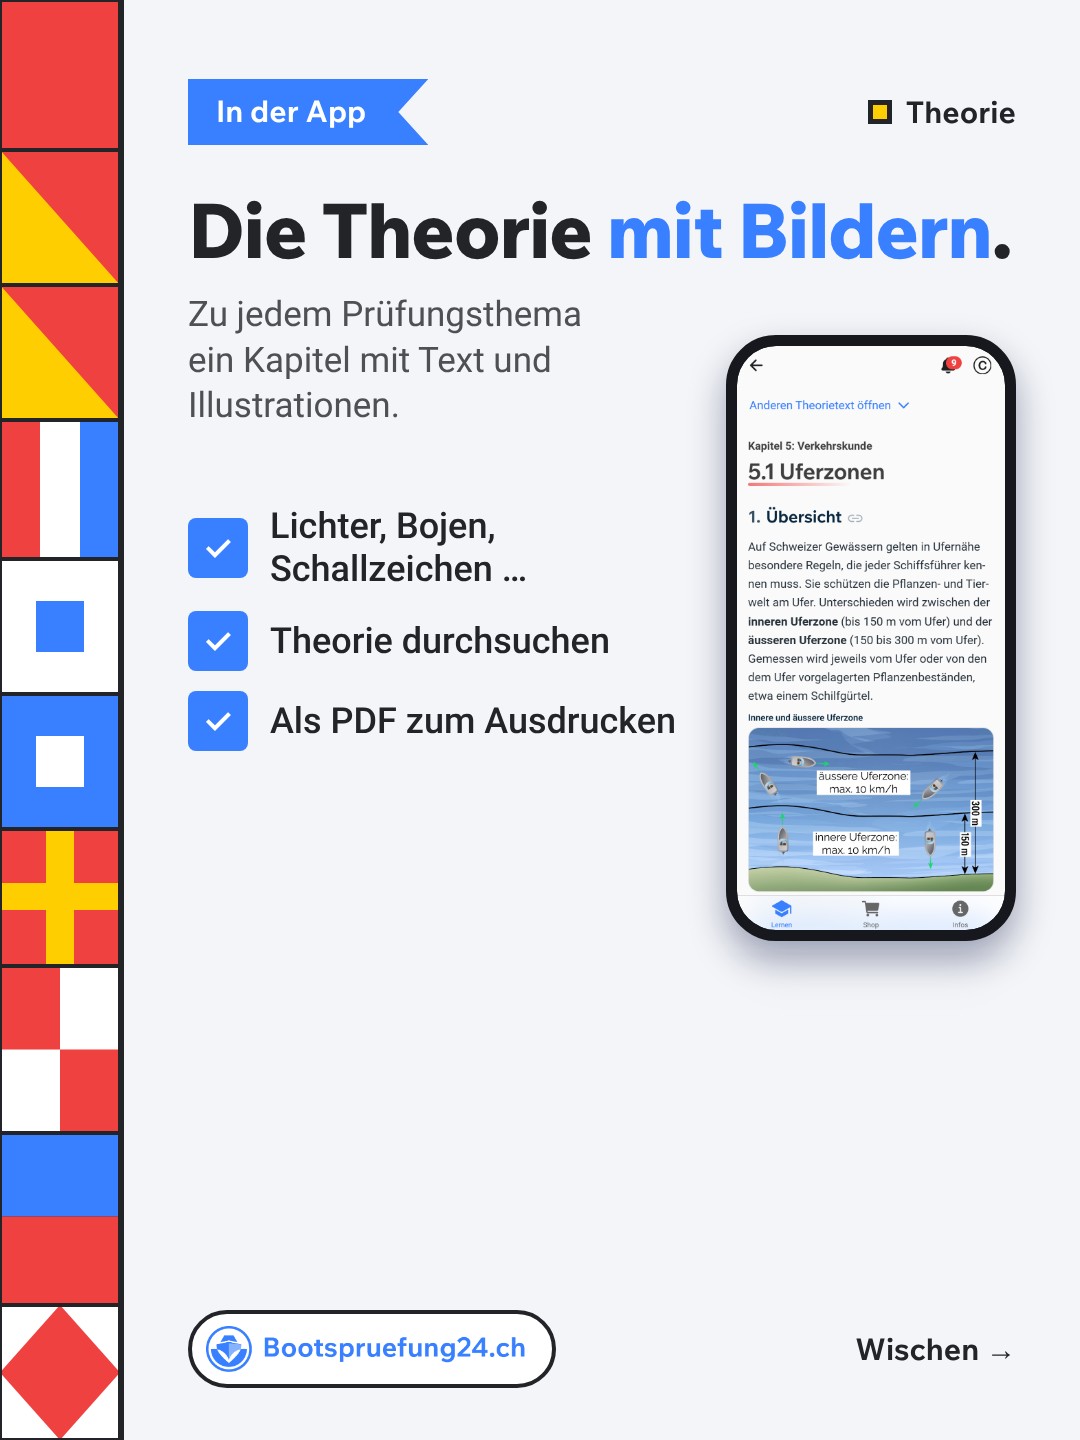 In der App
Theorie
Die Theorie mit Bildern.
Zu jedem Prüfungsthema
ein Kapitel mit Text und
Illustrationen.
Lichter, Bojen,
Schallzeichen ...
Theorie durchsuchen
Als PDF zum Ausdrucken
9
C
Anderen Theorietext öffnen
Kapitel 5: Verkehrskunde
5.1 Uferzonen
1. Übersicht
Auf Schweizer Gewässern gelten in Ufernähe
besondere Regeln, die jeder Schiffsführer ken-
nen muss. Sie schützen die Pflanzen- und Tier-
welt am Ufer. Unterschieden wird zwischen der
inneren Uferzone (bis 150 m vom Ufer) und der
äusseren Uferzone (150 bis 300 m vom Ufer).
Gemessen wird jeweils vom Ufer oder von den
dem Ufer vorgelagerten Pflanzenbeständen,
etwa einem Schilfgürtel.
Innere und äussere Uferzone
äussere Uferzone:
max. 10 km/h
300 m
innere Uferzone:
max. 10 km/h
150 m
Lernen
Shop
Infos
Bootspruefung24.ch
Wischen →